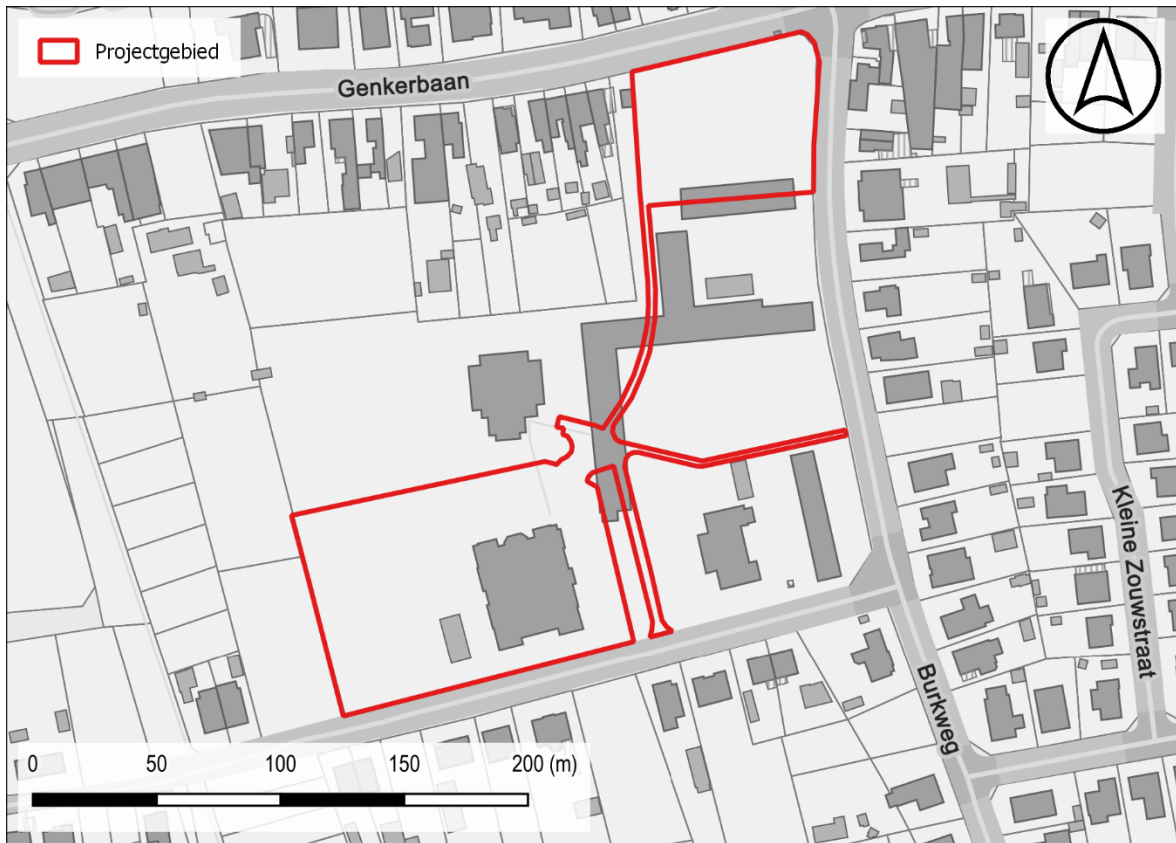 Projectgebied
Genkerbaan
Kleine Zouwstraat
Burkweg
0 50 100 150 200 (m)